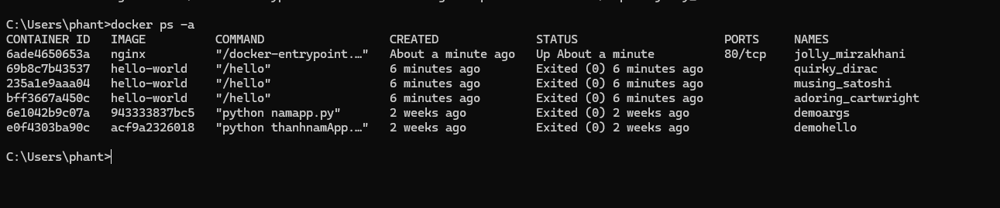 C:\Users\phant>docker ps -a
CONTAINER ID   IMAGE          COMMAND                  CREATED              STATUS                     PORTS     NAMES
6ade4650653a   nginx          "/docker-entrypoint.…"   About a minute ago   Up About a minute          80/tcp    jolly_mirzakhani
69b8c7b43537   hello-world    "/hello"                 6 minutes ago        Exited (0) 6 minutes ago             quirky_dirac
235a1e9aaa04   hello-world    "/hello"                 6 minutes ago        Exited (0) 6 minutes ago             musing_satoshi
bff3667a450c   hello-world    "/hello"                 6 minutes ago        Exited (0) 6 minutes ago             adoring_cartwright
6e1042b9c07a   943333837bc5   "python namapp.py"       2 weeks ago          Exited (0) 2 weeks ago               demoargs
e0f4303ba90c   acf9a2326018   "python thanhnamApp.…"   2 weeks ago          Exited (0) 2 weeks ago               demohello
C:\Users\phant>